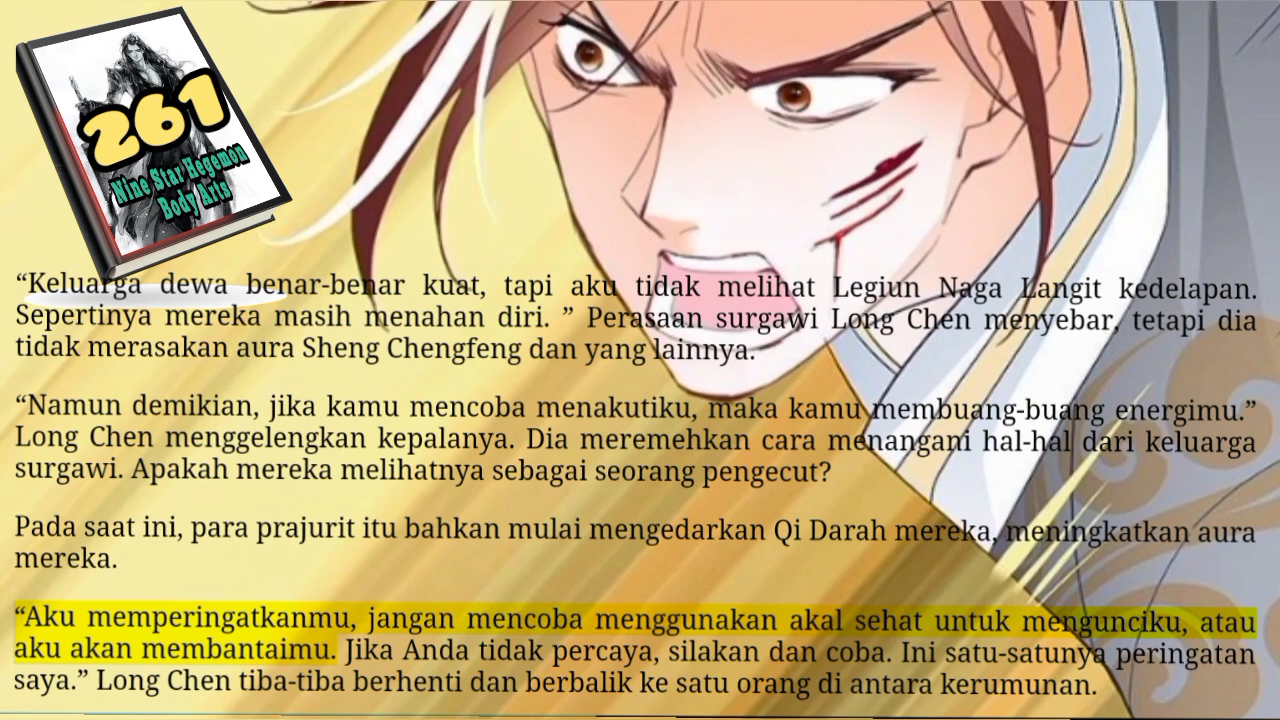 261
Nine Star Hegemon
Body Arts
“Keluarga dewa benar-benar kuat, tapi aku tidak melihat Legiun Naga Langit kedelapan.
Sepertinya mereka masih menahan diri. ” Perasaan surgawi Long Chen menyebar, tetapi dia
tidak merasakan aura Sheng Chengfeng dan yang lainnya.
“Namun demikian, jika kamu mencoba menakutiku, maka kamu membuang-buang energimu.”
Long Chen menggelengkan kepalanya. Dia meremehkan cara menangani hal-hal dari keluarga
surgawi. Apakah mereka melihatnya sebagai seorang pengecut?
Pada saat ini, para prajurit itu bahkan mulai mengedarkan Qi Darah mereka, meningkatkan aura
mereka.
“Aku memperingatkanmu, jangan mencoba menggunakan akal sehat untuk mengunciku, atau
aku akan membantaimu. Jika Anda tidak percaya, silakan dan coba. Ini satu-satunya peringatan
saya.” Long Chen tiba-tiba berhenti dan berbalik ke satu orang di antara kerumunan.